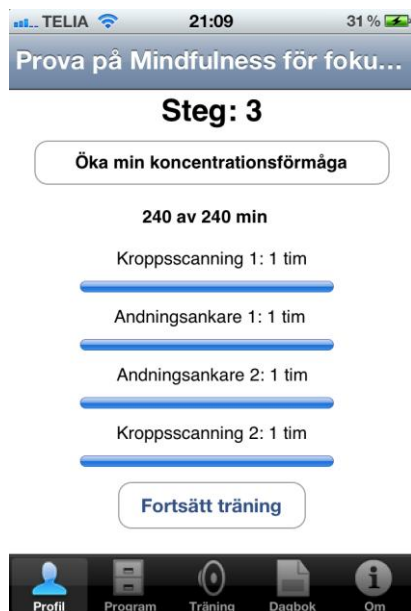 TELIA 21:09 31 %
Prova på Mindfulness för foku...
Steg: 3
Öka min koncentrationsförmåga
240 av 240 min
Kroppsscanning 1: 1 tim
Andningsankare 1: 1 tim
Andningsankare 2: 1 tim
Kroppsscanning 2: 1 tim
Fortsätt träning
Profil Program Träning Dagbok Om